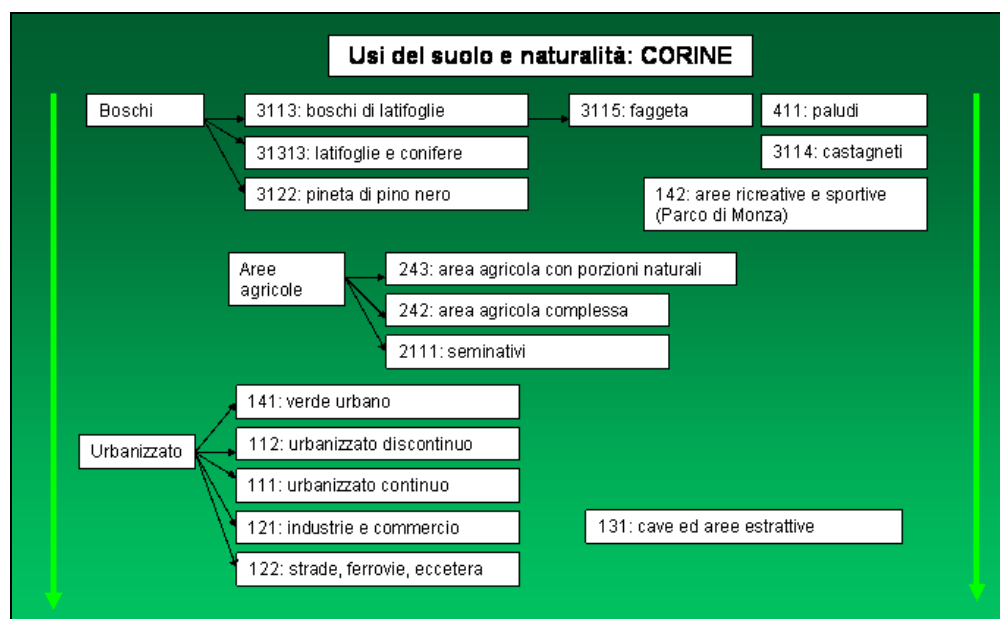 Usi del suolo e naturalità: CORINE
Boschi
3113: boschi di latifoglie
3115: faggeta
411: paludi
31313: latifoglie e conifere
3114: castagneti
3122: pineta di pino nero
142: aree ricreative e sportive
(Parco di Monza)
Aree
agricole
243: area agricola con porzioni naturali
242: area agricola complessa
2111: seminativi
Urbanizzato
141: verde urbano
112: urbanizzato discontinuo
111: urbanizzato continuo
121: industrie e commercio
131: cave ed aree estrattive
122: strade, ferrovie, eccetera